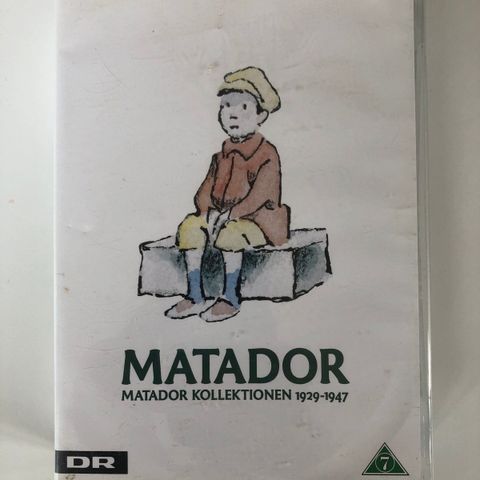 MATADOR
MATADOR KOLLEKTIONEN 1929-1947
DR
7